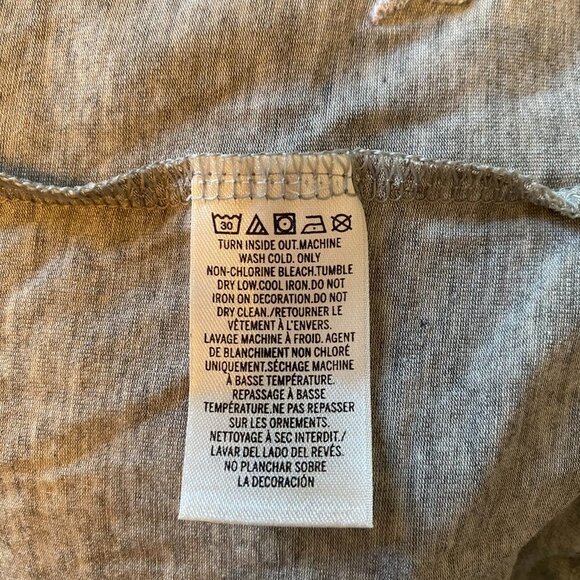 30
TURN INSIDE OUT.MACHINE
WASH COLD. ONLY
NON-CHLORINE BLEACH.TUMBLE
DRY LOW.COOL IRON.DO NOT
IRON ON DECORATION.DO NOT
DRY CLEAN./RETOURNER LE
VÊTEMENT À L'ENVERS.
LAVAGE MACHINE À FROID. AGENT
DE BLANCHIMENT NON CHLORÉ
UNIQUEMENT.SÉCHAGE MACHINE
À BASE TEMPÉRATURE.
REPASSAGE À BASSE
TEMPÉRATURE.NE PAS REPASSER
SUR LES ORNEMENTS.
NETTOYAGE À SEC INTERDIT./
LAVAR DEL LADO DEL REVÉS.
NO PLANCHAR SOBRE
LA DECORACIÓN